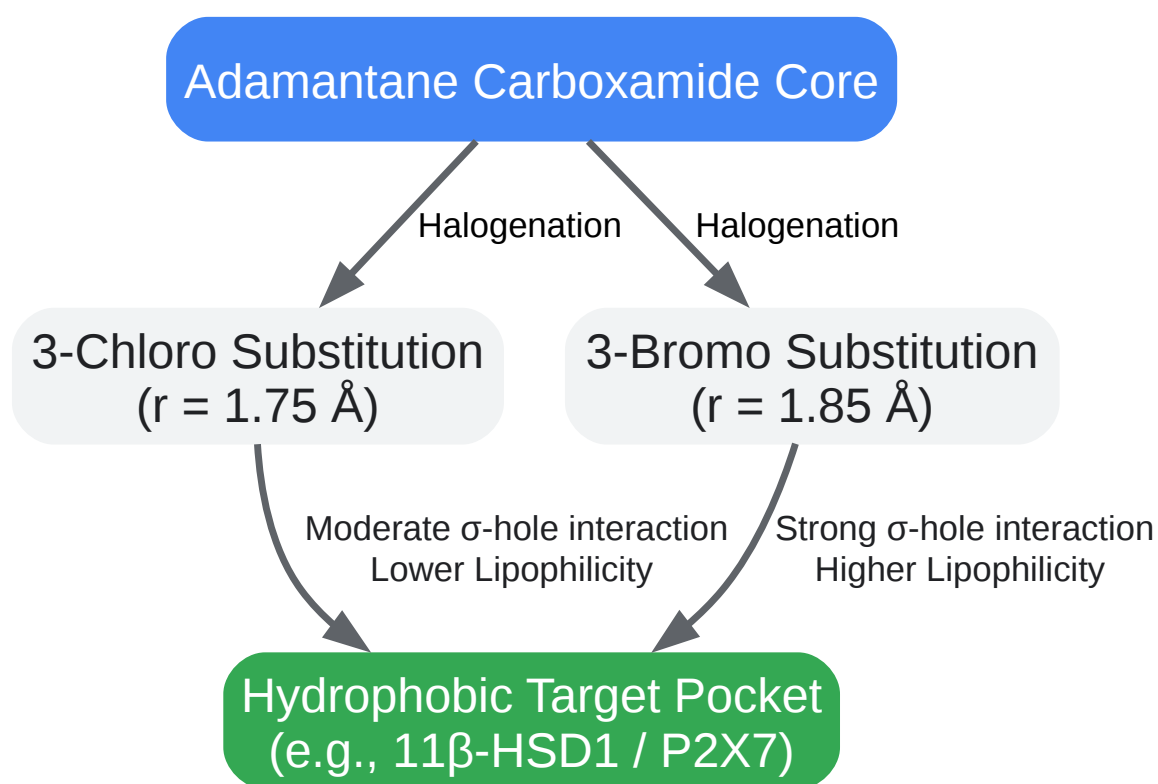 Adamantane Carboxamide Core
Halogenation
Halogenation
3-Chloro Substitution
(r = 1.75 Å)
3-Bromo Substitution
(r = 1.85 Å)
Moderate σ-hole interaction
Lower Lipophilicity
Strong σ-hole interaction
Higher Lipophilicity
Hydrophobic Target Pocket
(e.g., 11β-HSD1 / P2X7)